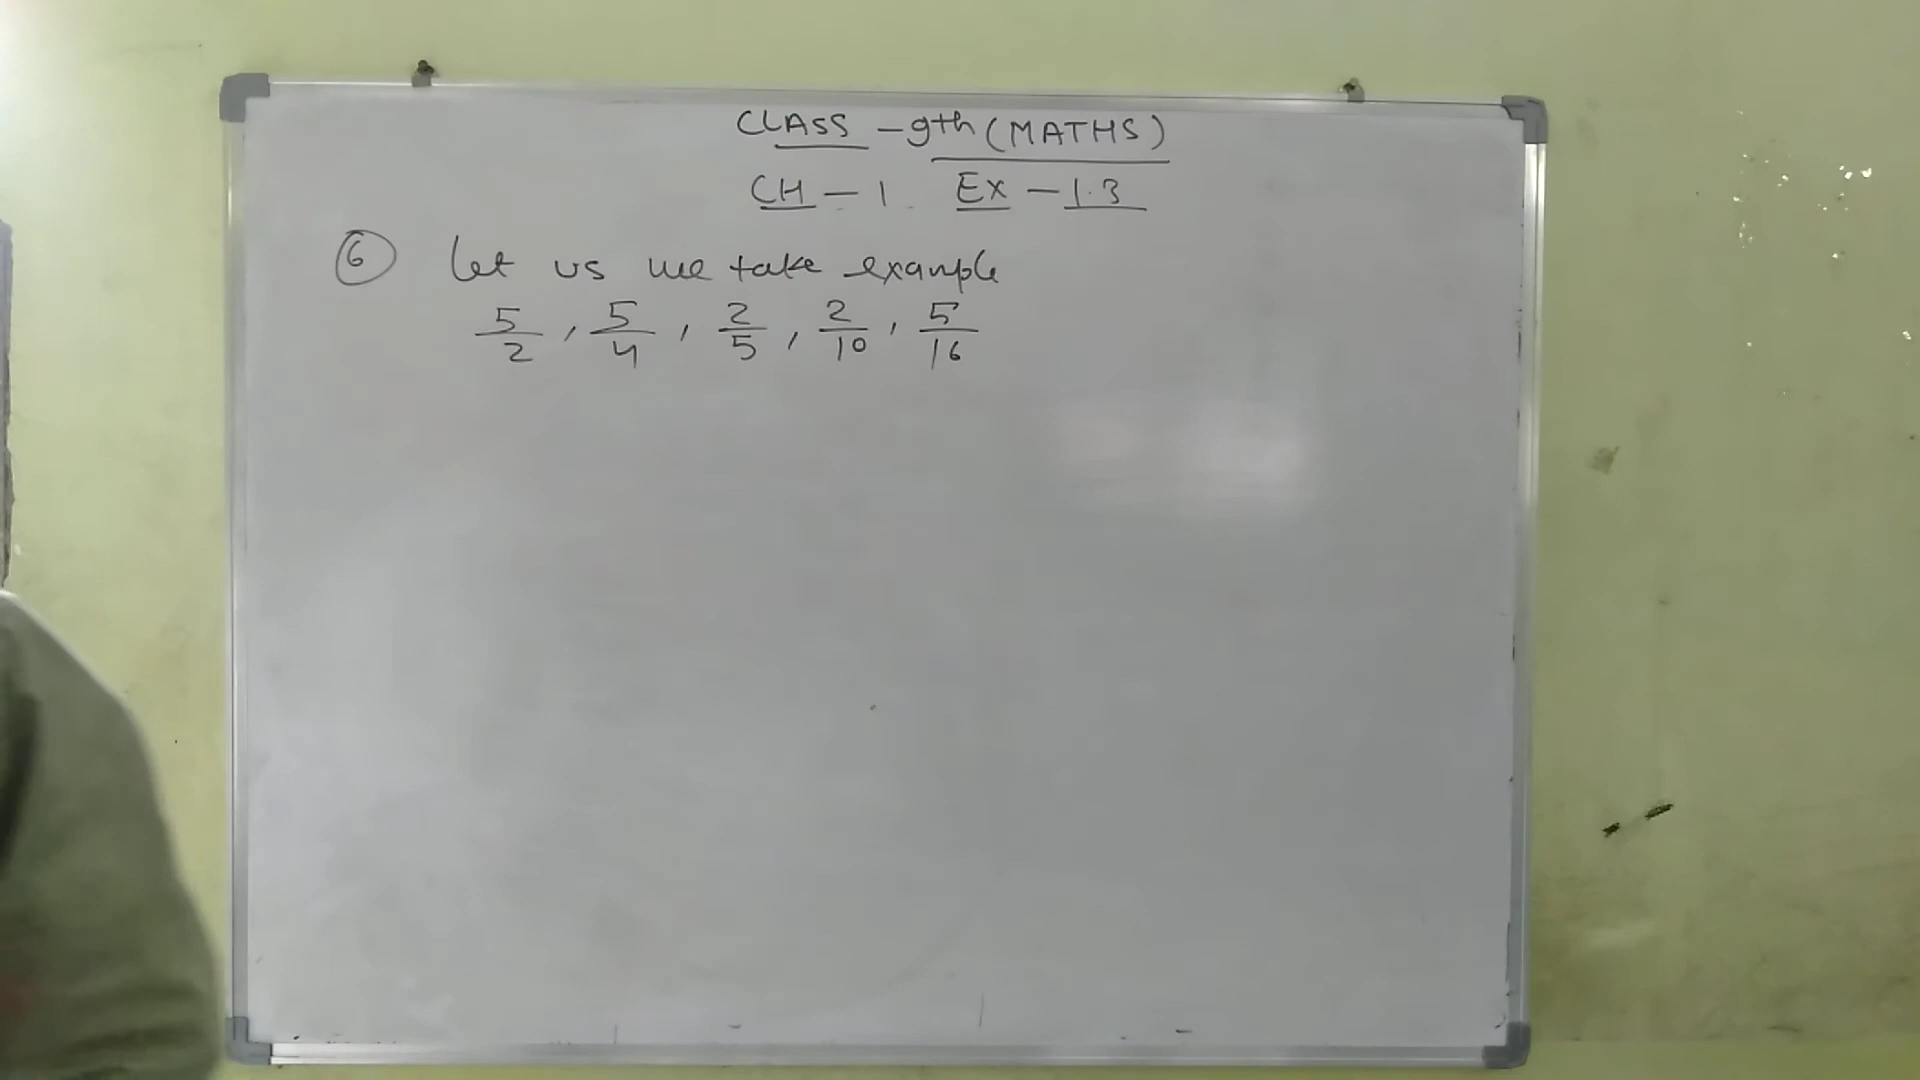 CLASS - 9th (MATHS)
CH - 1 Ex - 1.3
6 Let us we take example
5/2, 5/4, 2/5, 2/10, 5/16